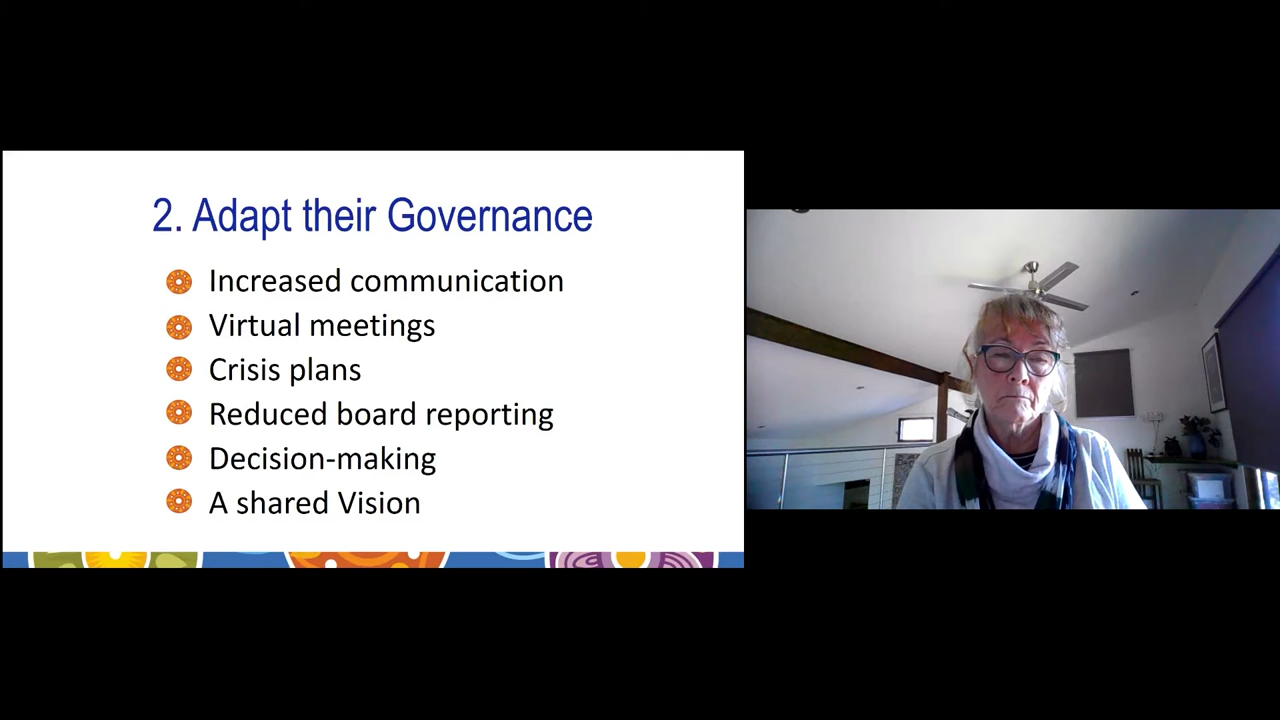 2. Adapt their Governance
Increased communication
Virtual meetings
Crisis plans
Reduced board reporting
Decision-making
A shared Vision